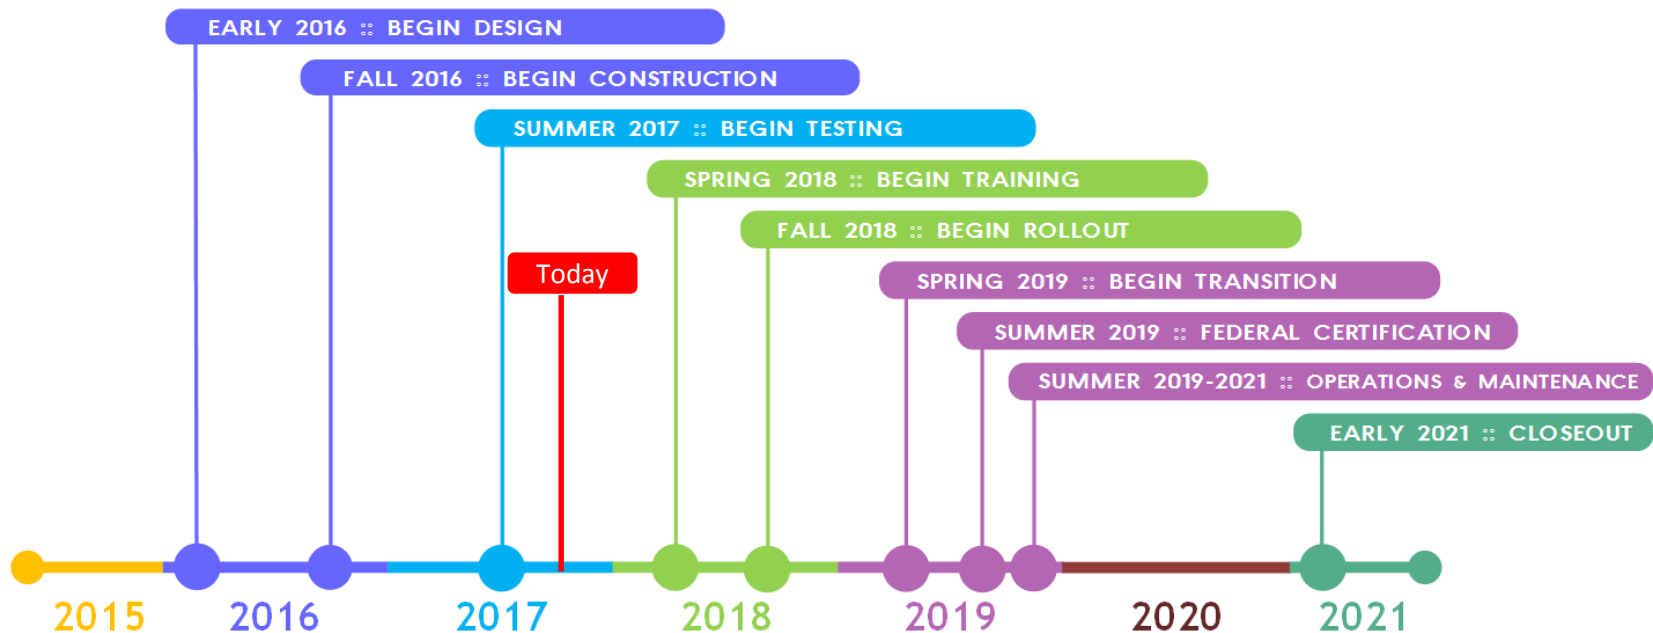 EARLY 2016 :: BEGIN DESIGN
FALL 2016 :: BEGIN CONSTRUCTION
SUMMER 2017 :: BEGIN TESTING
SPRING 2018 :: BEGIN TRAINING
FALL 2018 :: BEGIN ROLLOUT
Today
SPRING 2019 :: BEGIN TRANSITION
SUMMER 2019 :: FEDERAL CERTIFICATION
SUMMER 2019-2021 :: OPERATIONS & MAINTENANCE
EARLY 2021 :: CLOSEOUT
2015 2016 2017 2018 2019 2020 2021